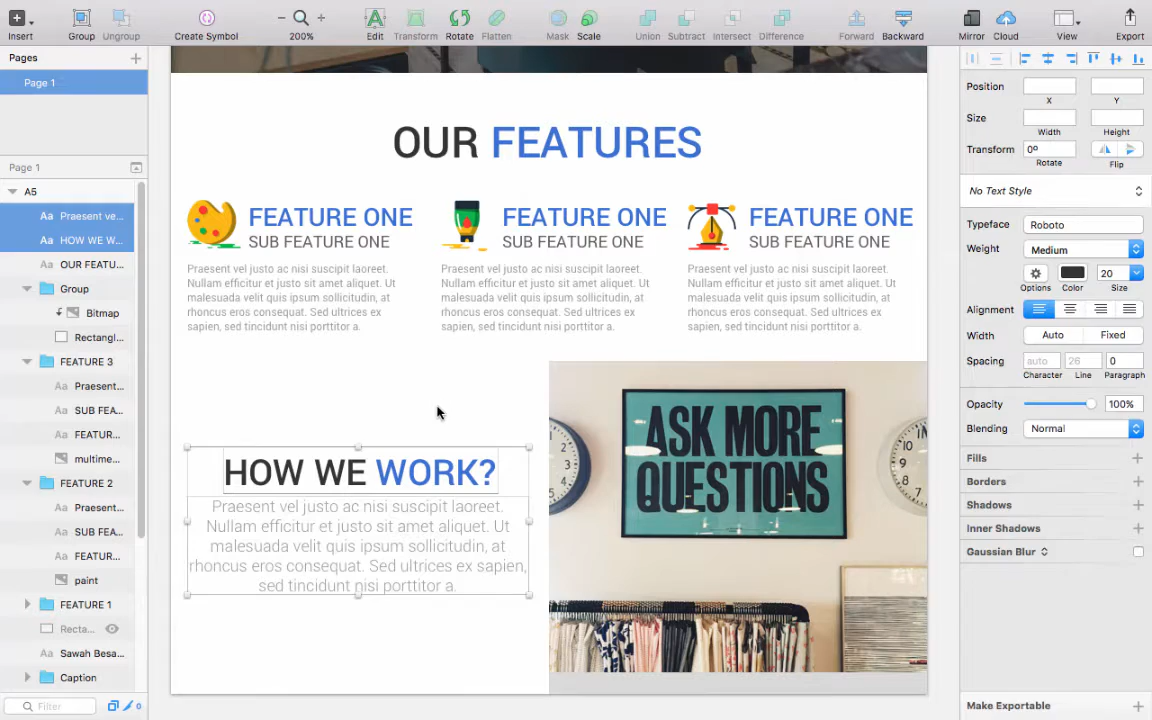 Insert
Group
Ungroup
Create Symbol
200%
Edit
Transform
Rotate
Flatten
Mask
Scale
Union
Subtract
Intersect
Difference
Forward
Backward
Mirror
Cloud
View
Export
Pages
Page 1
Page 1
A5
Aa Praesent ve...
Aa HOW WE W...
Aa OUR FEATU...
Group
Bitmap
Rectangl...
FEATURE 3
Aa Praesent...
Aa SUB FEA...
Aa FEATUR...
multime...
FEATURE 2
Aa Praesent...
Aa SUB FEA...
Aa FEATUR...
paint
FEATURE 1
Recta...
Aa Sawah Besa...
Caption
Filter
0
OUR FEATURES
FEATURE ONE
SUB FEATURE ONE
Praesent vel justo ac nisi suscipit laoreet.
Nullam efficitur et justo sit amet aliquet. Ut
malesuada velit quis ipsum sollicitudin, at
rhoncus eros consequat. Sed ultrices ex
sapien, sed tincidunt nisi porttitor a.
FEATURE ONE
SUB FEATURE ONE
Praesent vel justo ac nisi suscipit laoreet.
Nullam efficitur et justo sit amet aliquet. Ut
malesuada velit quis ipsum sollicitudin, at
rhoncus eros consequat. Sed ultrices ex
sapien, sed tincidunt nisi porttitor a.
FEATURE ONE
SUB FEATURE ONE
Praesent vel justo ac nisi suscipit laoreet.
Nullam efficitur et justo sit amet aliquet. Ut
malesuada velit quis ipsum sollicitudin, at
rhoncus eros consequat. Sed ultrices ex
sapien, sed tincidunt nisi porttitor a.
HOW WE WORK?
Praesent vel justo ac nisi suscipit laoreet.
Nullam efficitur et justo sit amet aliquet. Ut
malesuada velit quis ipsum sollicitudin, at
rhoncus eros consequat. Sed ultrices ex sapien,
sed tincidunt nisi porttitor a.
ASK MORE
QUESTIONS
Position
X
Y
Size
Width
Height
Transform
0º
Rotate
Flip
No Text Style
Typeface
Roboto
Weight
Medium
20
Options
Color
Size
Alignment
Width
Auto
Fixed
Spacing
auto
26
0
Character
Line
Paragraph
Opacity
100%
Blending
Normal
Fills
Borders
Shadows
Inner Shadows
Gaussian Blur
Make Exportable